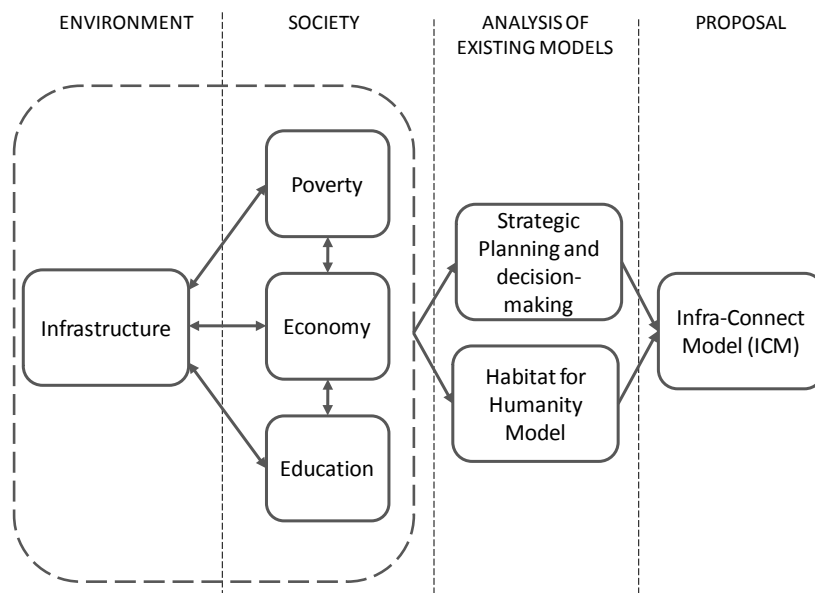 ENVIRONMENT
SOCIETY
ANALYSIS OF
EXISTING MODELS
PROPOSAL
Poverty
Infrastructure
Economy
Education
Strategic
Planning and
decision-
making
Habitat for
Humanity
Model
Infra-Connect
Model (ICM)